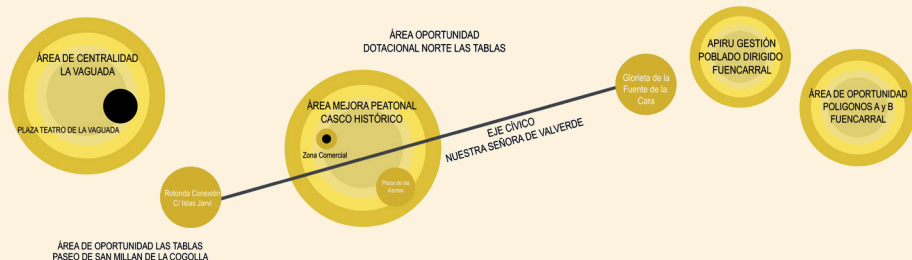 ÁREA DE CENTRALIDAD
LA VAGUADA
PLAZA TEATRO DE LA VAGUADA
ÁREA OPORTUNIDAD
DOTACIONAL NORTE LAS TABLAS
ÁREA MEJORA PEATONAL
CASCO HISTÓRICO
Zona Comercial
Plaza de las
Azores
Rotonda Conexión
C/ Islas Jarvi
ÁREA DE OPORTUNIDAD LAS TABLAS
PASEO DE SAN MILLAN DE LA COGOLLA
EJE CÍVICO
NUESTRA SEÑORA DE VALVERDE
Glorieta de la
Fuente de la
Cara
APIRU GESTIÓN
POBLADO DIRIGIDO
FUENCARRAL
ÁREA DE OPORTUNIDAD
POLIGONOS A y B
FUENCARRAL